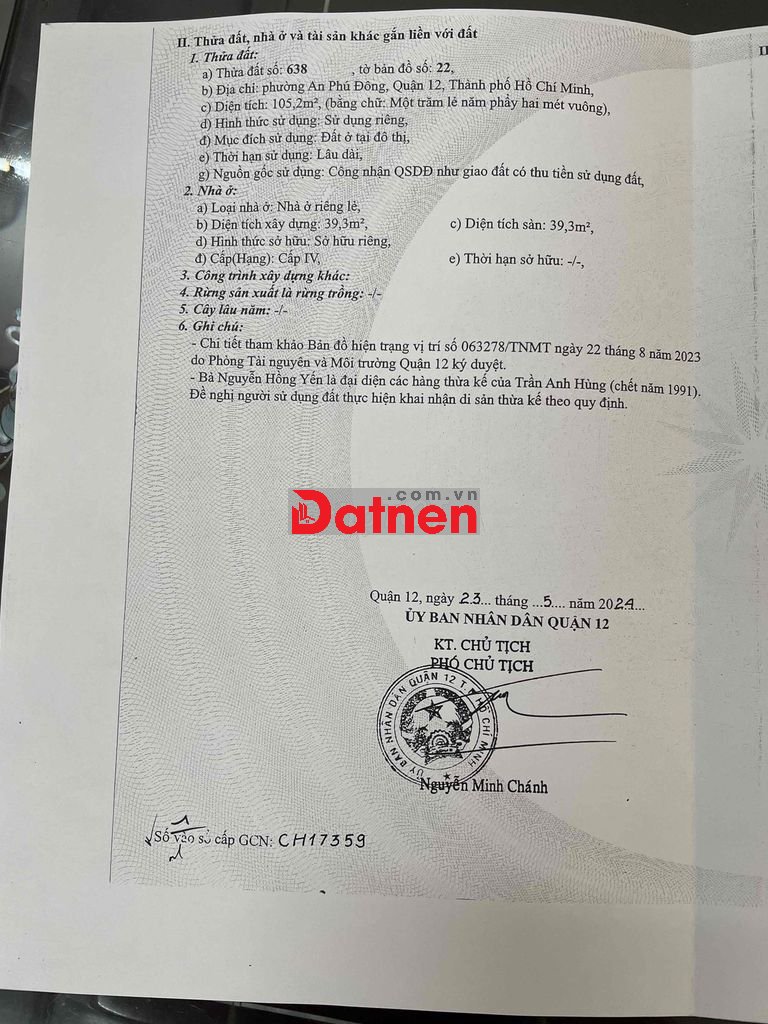 II. Thửa đất, nhà ở và tài sản khác gắn liền với đất
1. Thửa đất:
a) Thửa đất số: 638 , tờ bản đồ số: 22,
b) Địa chỉ: phường An Phú Đông, Quận 12, Thành phố Hồ Chí Minh,
c) Diện tích: 105,2m², (bằng chữ: Một trăm lẻ năm phẩy hai mét vuông),
d) Hình thức sử dụng: Sử dụng riêng,
đ) Mục đích sử dụng: Đất ở tại đô thị,
e) Thời hạn sử dụng: Lâu dài,
g) Nguồn gốc sử dụng: Công nhận QSDĐ như giao đất có thu tiền sử dụng đất,
2. Nhà ở:
a) Loại nhà ở: Nhà ở riêng lẻ,
b) Diện tích xây dựng: 39,3m², c) Diện tích sàn: 39,3m²,
d) Hình thức sở hữu: Sở hữu riêng,
đ) Cấp(Hạng): Cấp IV, e) Thời hạn sở hữu: -/-,
3. Công trình xây dựng khác:
4. Rừng sản xuất là rừng trồng: -/-
5. Cây lâu năm: -/-
6. Ghi chú:
- Chi tiết tham khảo Bản đồ hiện trạng vị trí số 063278/TNMT ngày 22 tháng 8 năm 2023
do Phòng Tài nguyên và Môi trường Quận 12 ký duyệt.
- Bà Nguyễn Hồng Yến là đại diện các hàng thừa kế của Trần Anh Hùng (chết năm 1991).
Đề nghị người sử dụng đất thực hiện khai nhận di sản thừa kế theo quy định.
.com.vn
Datnen
Quận 12, ngày 23... tháng ...5.... năm 2024...
ỦY BAN NHÂN DÂN QUẬN 12
KT. CHỦ TỊCH
PHÓ CHỦ TỊCH
ỦY BAN NHÂN DÂN QUẬN 12 T.P HỒ CHÍ MINH
Nguyễn Minh Chánh
Số vào sổ cấp GCN: CH17359